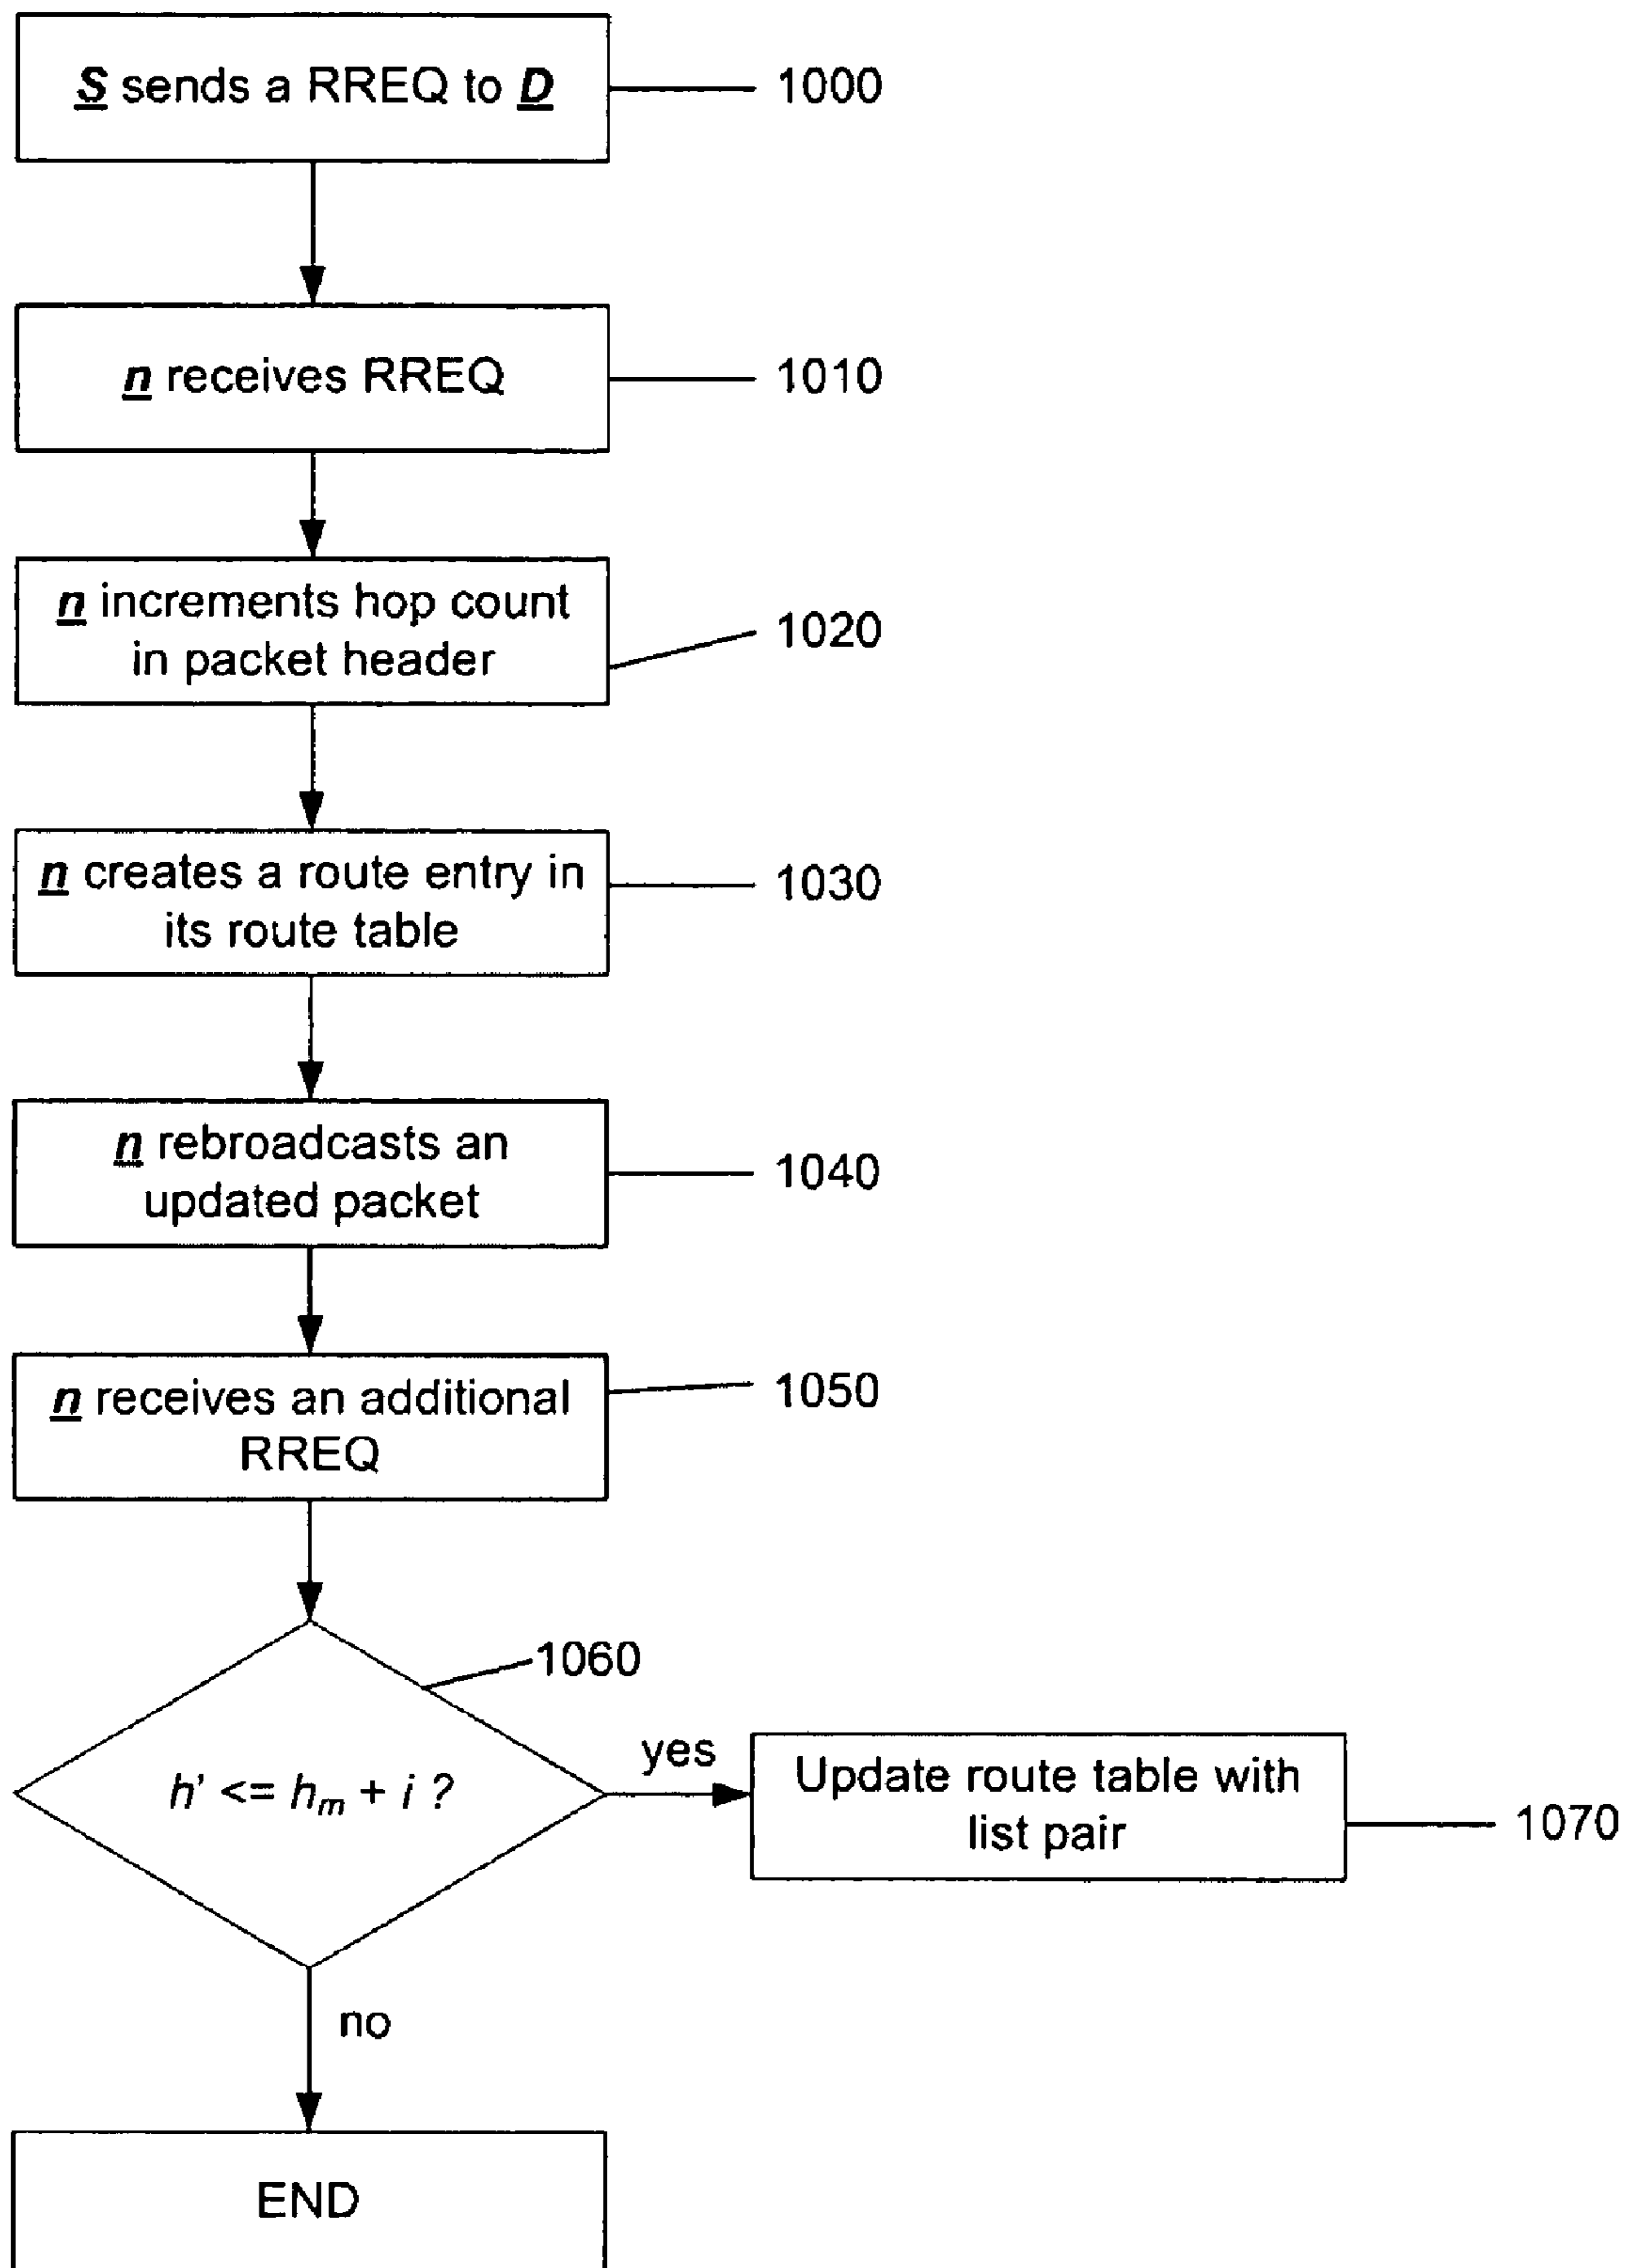 S sends a RREQ to D
1000
n receives RREQ
1010
n increments hop count
in packet header
1020
n creates a route entry in
its route table
1030
n rebroadcasts an
updated packet
1040
n receives an additional
RREQ
1050
1060
h' <= hm + i ?
yes
Update route table with
list pair
1070
no
END